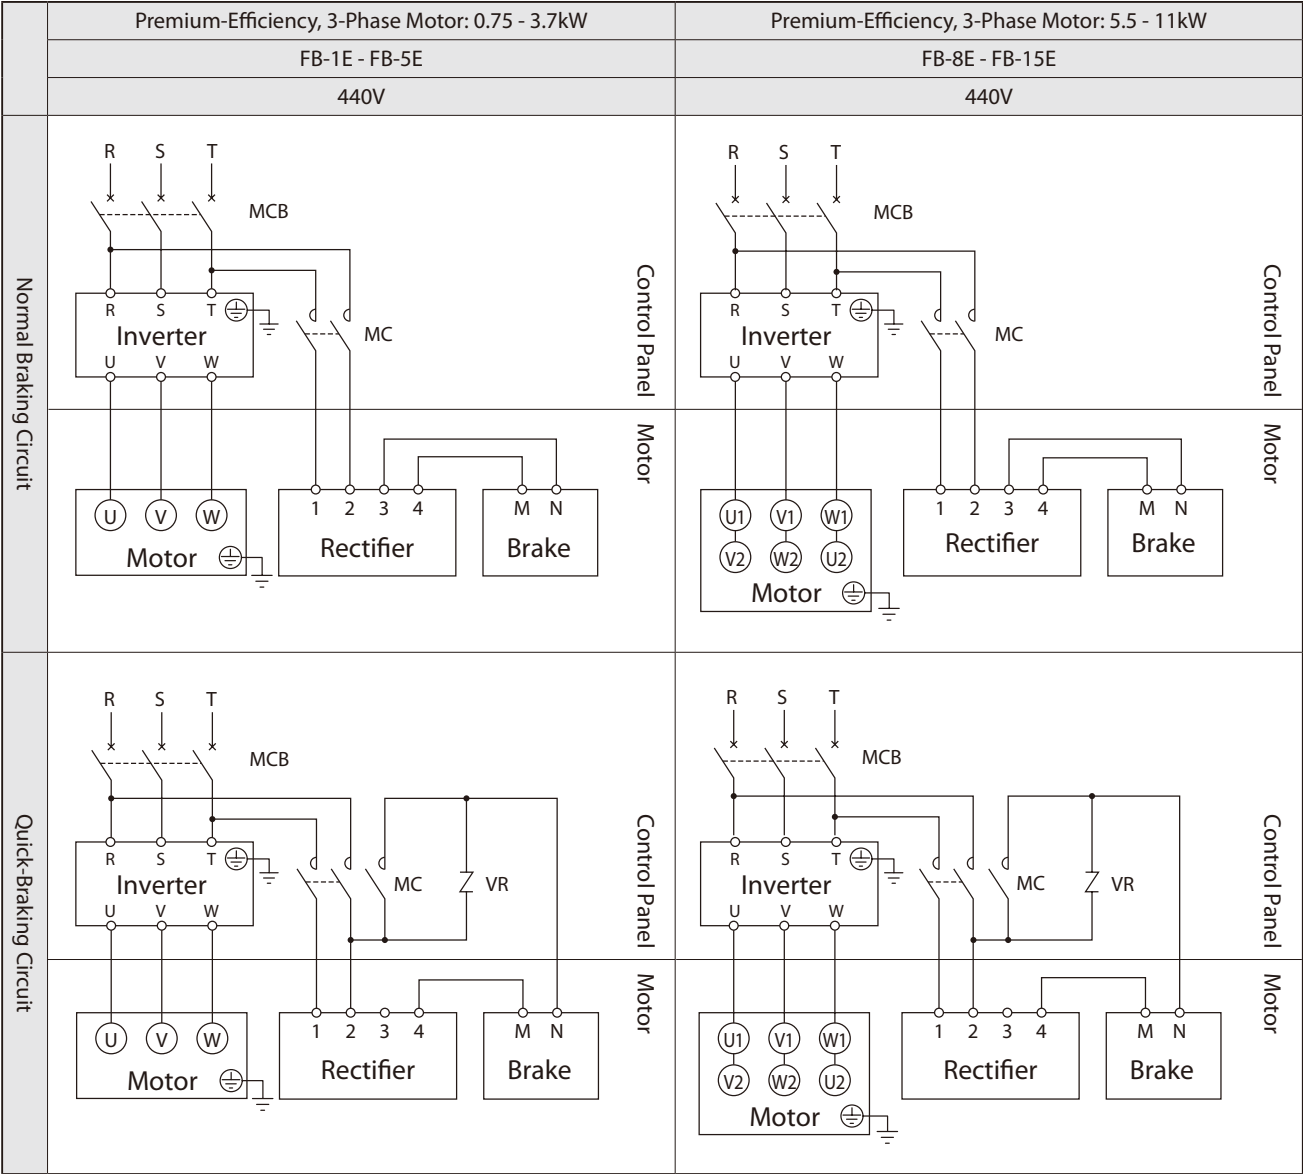 Premium-Efficiency, 3-Phase Motor: 0.75 - 3.7kW
Premium-Efficiency, 3-Phase Motor: 5.5 - 11kW
FB-1E - FB-5E
FB-8E - FB-15E
440V
440V
Normal Braking Circuit
R S T
MCB
R S T
Inverter
U V W
MC
Control Panel
Motor
U V W
Motor
1 2 3 4
Rectifier
M N
Brake
R S T
MCB
R S T
Inverter
U V W
MC
Control Panel
Motor
U1 V1 W1
V2 W2 U2
Motor
1 2 3 4
Rectifier
M N
Brake
Quick-Braking Circuit
R S T
MCB
R S T
Inverter
U V W
MC
VR
Control Panel
Motor
U V W
Motor
1 2 3 4
Rectifier
M N
Brake
R S T
MCB
R S T
Inverter
U V W
MC
VR
Control Panel
Motor
U1 V1 W1
V2 W2 U2
Motor
1 2 3 4
Rectifier
M N
Brake